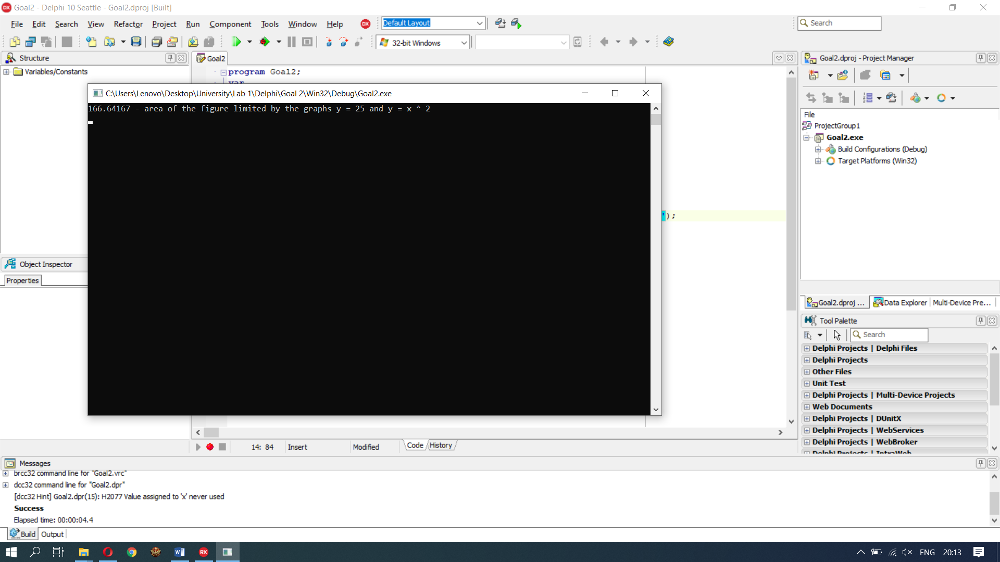 Goal2 - Delphi 10 Seattle - Goal2.dproj [Built]
File Edit Search View Refactor Project Run Component Tools Window Help
Default Layout
Search
32-bit Windows
Structure
Variables/Constants
Goal2
program Goal2;
var
C:\Users\Lenovo\Desktop\University\Lab 1\Delphi\Goal 2\Win32\Debug\Goal2.exe
166.64167 - area of the figure limited by the graphs y = 25 and y = x ^ 2
');
Object Inspector
Properties
14: 84 Insert Modified Code History
Goal2.dproj - Project Manager
File
ProjectGroup1
Goal2.exe
Build Configurations (Debug)
Target Platforms (Win32)
Goal2.dproj ... Data Explorer Multi-Device Pre...
Tool Palette
Search
Delphi Projects | Delphi Files
Delphi Projects
Other Files
Unit Test
Delphi Projects | Multi-Device Projects
Web Documents
Delphi Projects | DUnitX
Delphi Projects | WebServices
Delphi Projects | WebBroker
Delphi Projects | IntraWeb
Messages
brcc32 command line for "Goal2.vrc"
dcc32 command line for "Goal2.dpr"
[dcc32 Hint] Goal2.dpr(15): H2077 Value assigned to 'x' never used
Success
Elapsed time: 00:00:04.4
Build Output
ENG 20:13